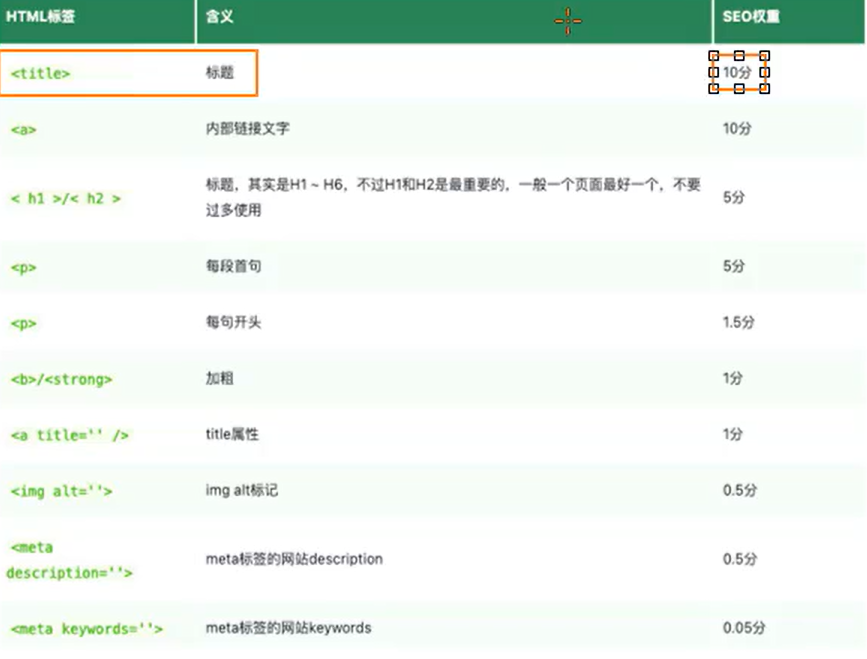 HTML标签 含义 SEO权重
<title> 标题 10分
<a> 内部链接文字 10分
< h1 >/< h2 > 标题，其实是H1 ~ H6，不过H1和H2是最重要的，一般一个页面最好一个，不要 5分
过多使用
<p> 每段首句 5分
<p> 每句开头 1.5分
<b>/<strong> 加粗 1分
<a title='' /> title属性 1分
<img alt=''> img alt标记 0.5分
<meta
description=''> meta标签的网站description 0.5分
<meta keywords=''> meta标签的网站keywords 0.05分